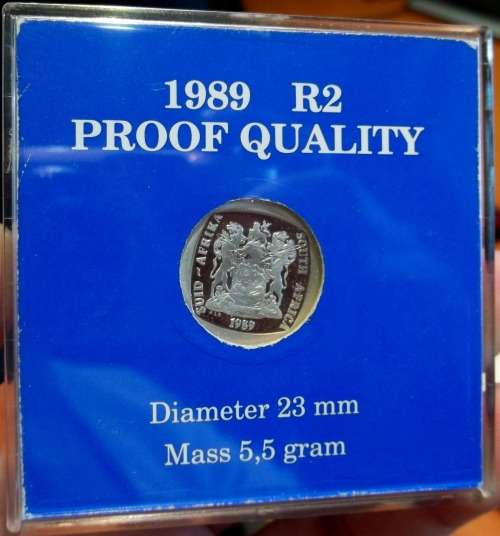 1989 R2
PROOF QUALITY
SUID-AFRIKA
SOUTH AFRICA
1989
Diameter 23 mm
Mass 5,5 gram